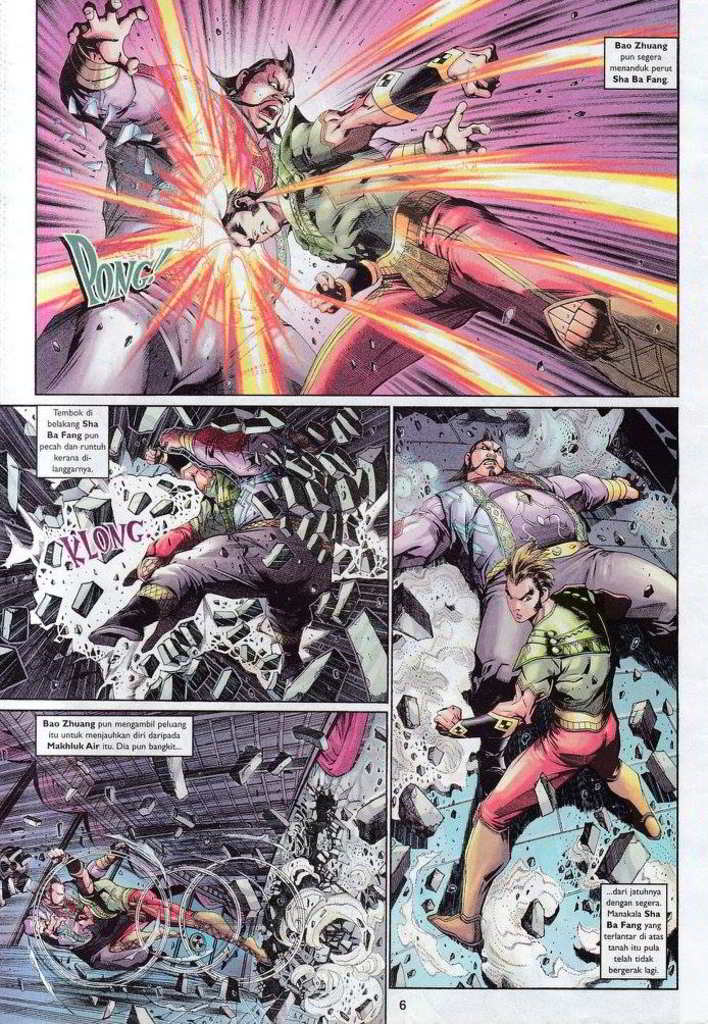 Bao Zhuang
pun segera
menanduk perut
Sha Ba Fang.
PONG!
Tembok di
belakang Sha
Ba Fang pun
pecah dan runtuh
kerana di-
langgarnya.
KLONG
Bao Zhuang pun mengambil peluang
itu untuk menjauhkan diri daripada
Makhluk Air itu. Dia pun bangkit...
...dari jatuhnya
dengan segera.
Manakala Sha
Ba Fang yang
terlantar di atas
tanah itu pula
telah tidak
bergerak lagi.
6